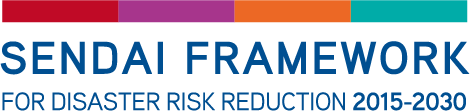 SENDAI FRAMEWORK
FOR DISASTER RISK REDUCTION 2015-2030